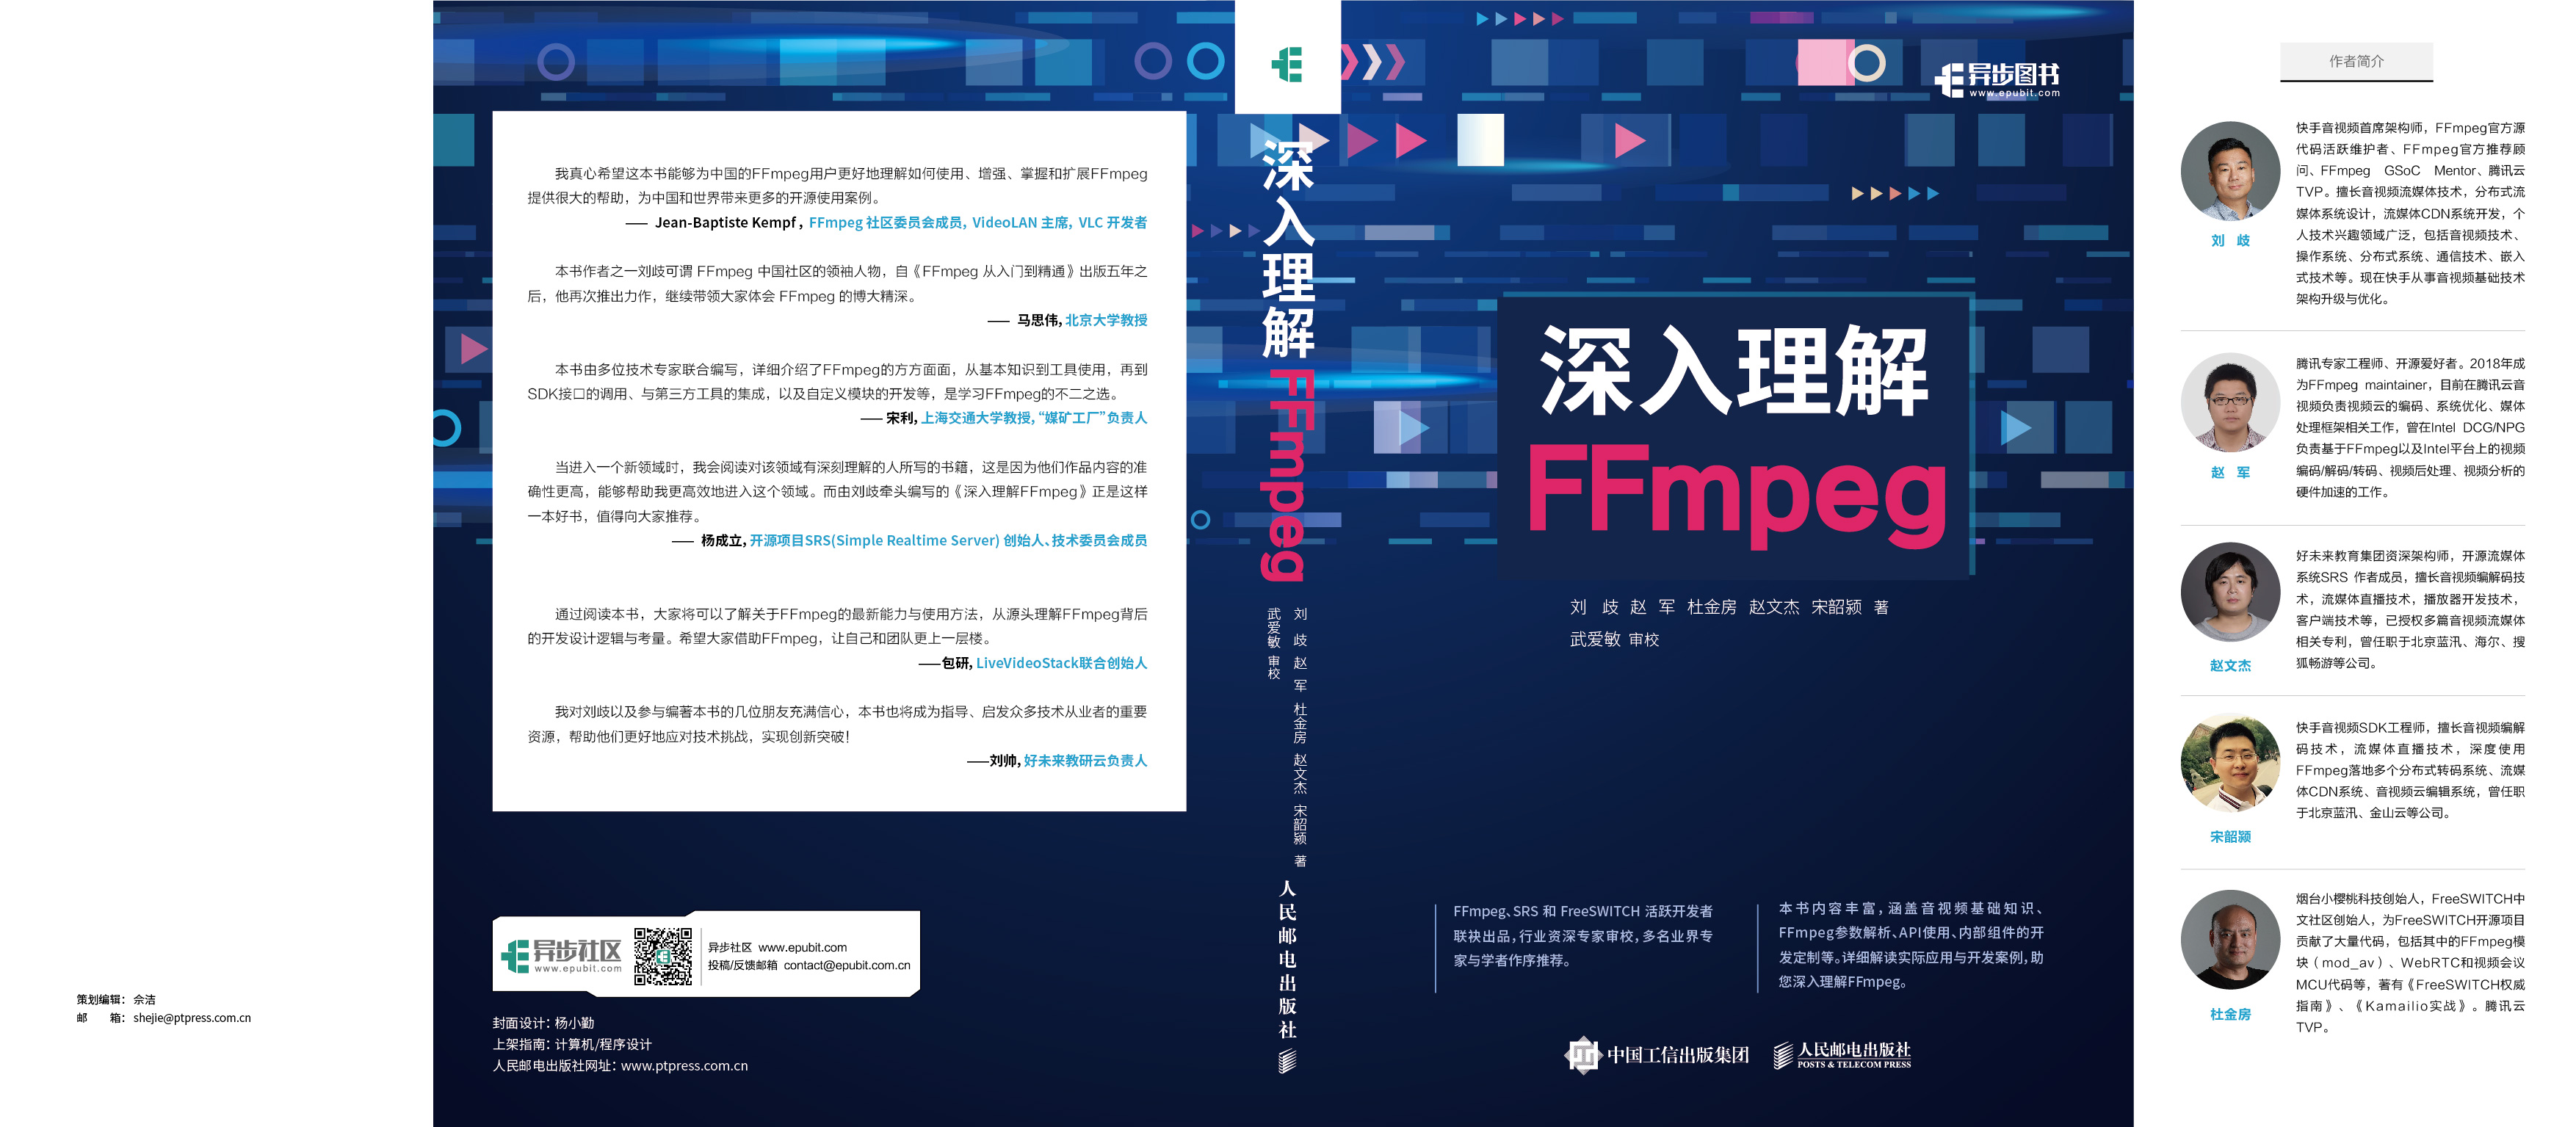 策划编辑：佘洁
邮　箱：shejie@ptpress.com.cn
我真心希望这本书能够为中国的FFmpeg用户更好地理解如何使用、增强、掌握和扩展FFmpeg
提供很大的帮助，为中国和世界带来更多的开源使用案例。
—— Jean-Baptiste Kempf，FFmpeg 社区委员会成员，VideoLAN 主席，VLC 开发者
本书作者之一刘歧可谓 FFmpeg 中国社区的领袖人物，自《FFmpeg 从入门到精通》出版五年之
后，他再次推出力作，继续带领大家体会 FFmpeg 的博大精深。
—— 马思伟，北京大学教授
本书由多位技术专家联合编写，详细介绍了FFmpeg的方方面面，从基本知识到工具使用，再到
SDK接口的调用、与第三方工具的集成，以及自定义模块的开发等，是学习FFmpeg的不二之选。
—— 宋利，上海交通大学教授，“媒矿工厂”负责人
当进入一个新领域时，我会阅读对该领域有深刻理解的人所写的书籍，这是因为他们作品内容的准
确性更高，能够帮助我更高效地进入这个领域。而由刘歧牵头编写的《深入理解FFmpeg》正是这样
一本好书，值得向大家推荐。
—— 杨成立，开源项目SRS(Simple Realtime Server) 创始人、技术委员会成员
通过阅读本书，大家将可以了解关于FFmpeg的最新能力与使用方法，从源头理解FFmpeg背后
的开发设计逻辑与考量。希望大家借助FFmpeg，让自己和团队更上一层楼。
——包研，LiveVideoStack联合创始人
我对刘歧以及参与编著本书的几位朋友充满信心，本书也将成为指导、启发众多技术从业者的重要
资源，帮助他们更好地应对技术挑战，实现创新突破！
——刘帅，好未来教研云负责人
异步社区
www.epubit.com
异步社区 www.epubit.com
投稿/反馈邮箱 contact@epubit.com.cn
封面设计：杨小勤
上架指南：计算机/程序设计
人民邮电出版社网址：www.ptpress.com.cn
深入理解FFmpeg
刘 歧 赵 军 杜金房 赵文杰 宋韶颍 著
武爱敏 审校
人民邮电出版社
异步图书
www.epubit.com
深入理解
FFmpeg
刘 歧 赵 军 杜金房 赵文杰 宋韶颍 著
武爱敏 审校
FFmpeg、SRS 和 FreeSWITCH 活跃开发者
联袂出品，行业资深专家审校，多名业界专
家与学者作序推荐。
本书内容丰富，涵盖音视频基础知识、
FFmpeg参数解析、API使用、内部组件的开
发定制等。详细解读实际应用与开发案例，助
您深入理解FFmpeg。
中国工信出版集团
人民邮电出版社
POSTS & TELECOM PRESS
作者简介
快手音视频首席架构师，FFmpeg官方源
代码活跃维护者、FFmpeg官方推荐顾
问、FFmpeg GSoC Mentor、腾讯云
TVP。擅长音视频流媒体技术，分布式流
媒体系统设计，流媒体CDN系统开发，个
人技术兴趣领域广泛，包括音视频技术、
操作系统、分布式系统、通信技术、嵌入
式技术等。现在快手从事音视频基础技术
架构升级与优化。
刘 歧
腾讯专家工程师、开源爱好者。2018年成
为FFmpeg maintainer，目前在腾讯云音
视频负责视频云的编码、系统优化、媒体
处理框架相关工作，曾在Intel DCG/NPG
负责基于FFmpeg以及Intel平台上的视频
编码/解码/转码、视频后处理、视频分析的
硬件加速的工作。
赵 军
好未来教育集团资深架构师，开源流媒体
系统SRS 作者成员，擅长音视频编解码技
术，流媒体直播技术，播放器开发技术，
客户端技术等，已授权多篇音视频流媒体
相关专利，曾任职于北京蓝汛、海尔、搜
狐畅游等公司。
赵文杰
快手音视频SDK工程师，擅长音视频编解
码技术，流媒体直播技术，深度使用
FFmpeg落地多个分布式转码系统、流媒
体CDN系统、音视频云编辑系统，曾任职
于北京蓝汛、金山云等公司。
宋韶颍
烟台小樱桃科技创始人，FreeSWITCH中
文社区创始人，为FreeSWITCH开源项目
贡献了大量代码，包括其中的FFmpeg模
块（mod_av）、WebRTC和视频会议
MCU代码等，著有《FreeSWITCH权威
指南》、《Kamailio实战》。腾讯云
TVP。
杜金房